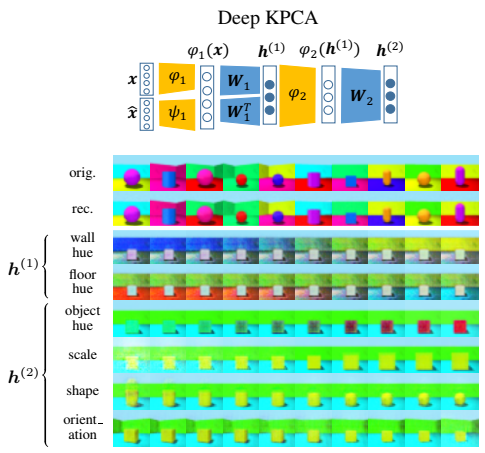 Deep KPCA
φ₁(x) h⁽¹⁾ φ₂(h⁽¹⁾) h⁽²⁾
x φ₁ W₁
φ₂ W₂
x̂ ψ₁ W₁ᵀ
orig.
rec.
h⁽¹⁾
wall
hue
floor
hue
h⁽²⁾
object
hue
scale
shape
orient_
ation